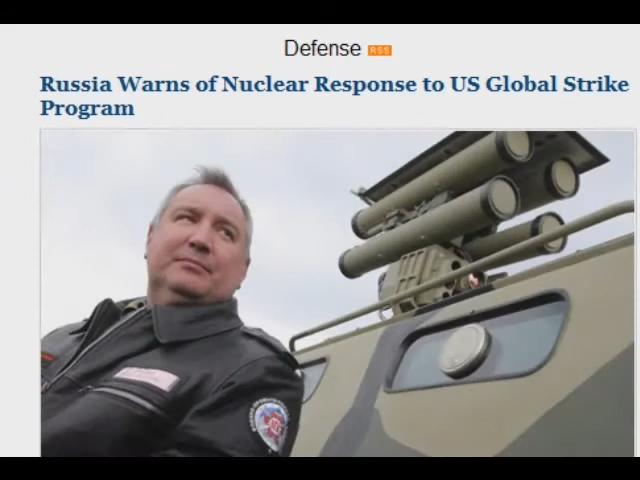 Defense RSS
Russia Warns of Nuclear Response to US Global Strike
Program